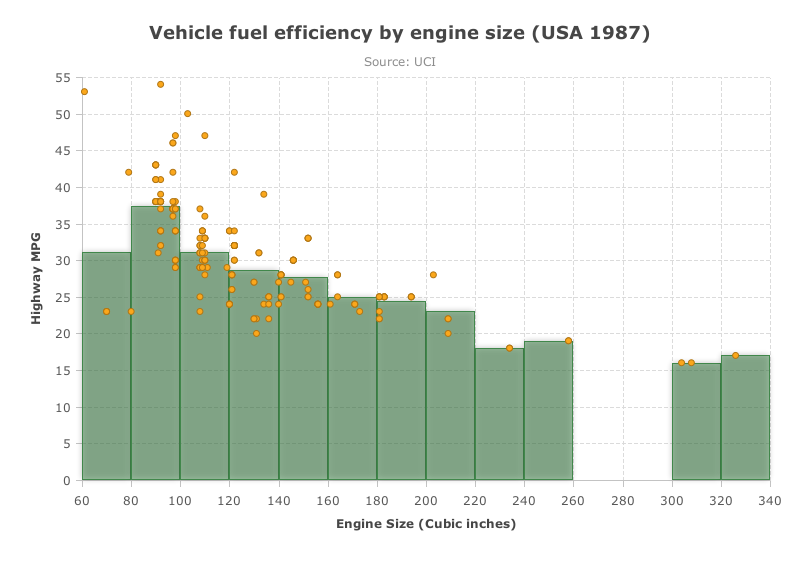 Vehicle fuel efficiency by engine size (USA 1987)
Source: UCI
55
50
45
40
35
30
25
20
15
10
5
0
Highway MPG
60 80 100 120 140 160 180 200 220 240 260 280 300 320 340
Engine Size (Cubic inches)